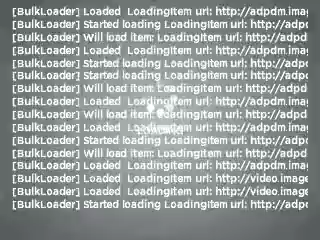 [BulkLoader] Loaded LoadingItem url: http://adpdm.imag
[BulkLoader] Started loading LoadingItem url: http://adpd
[BulkLoader] Will load item: LoadingItem url: http://adpd
[BulkLoader] Loaded LoadingItem url: http://adpdm.imag
[BulkLoader] Started loading LoadingItem url: http://adpd
[BulkLoader] Started loading LoadingItem url: http://adpd
[BulkLoader] Will load item: LoadingItem url: http://adpd
[BulkLoader] Loaded LoadingItem url: http://adpdm.imag
[BulkLoader] Will load item: LoadingItem url: http://adpd
[BulkLoader] Loaded LoadingItem url: http://adpdm.imag
[BulkLoader] Started loading LoadingItem url: http://adpd
[BulkLoader] Will load item: LoadingItem url: http://adpd
[BulkLoader] Loaded LoadingItem url: http://adpdm.imag
[BulkLoader] Loaded LoadingItem url: http://video.image
[BulkLoader] Loaded LoadingItem url: http://video.image
[BulkLoader] Started loading LoadingItem url: http://adpd